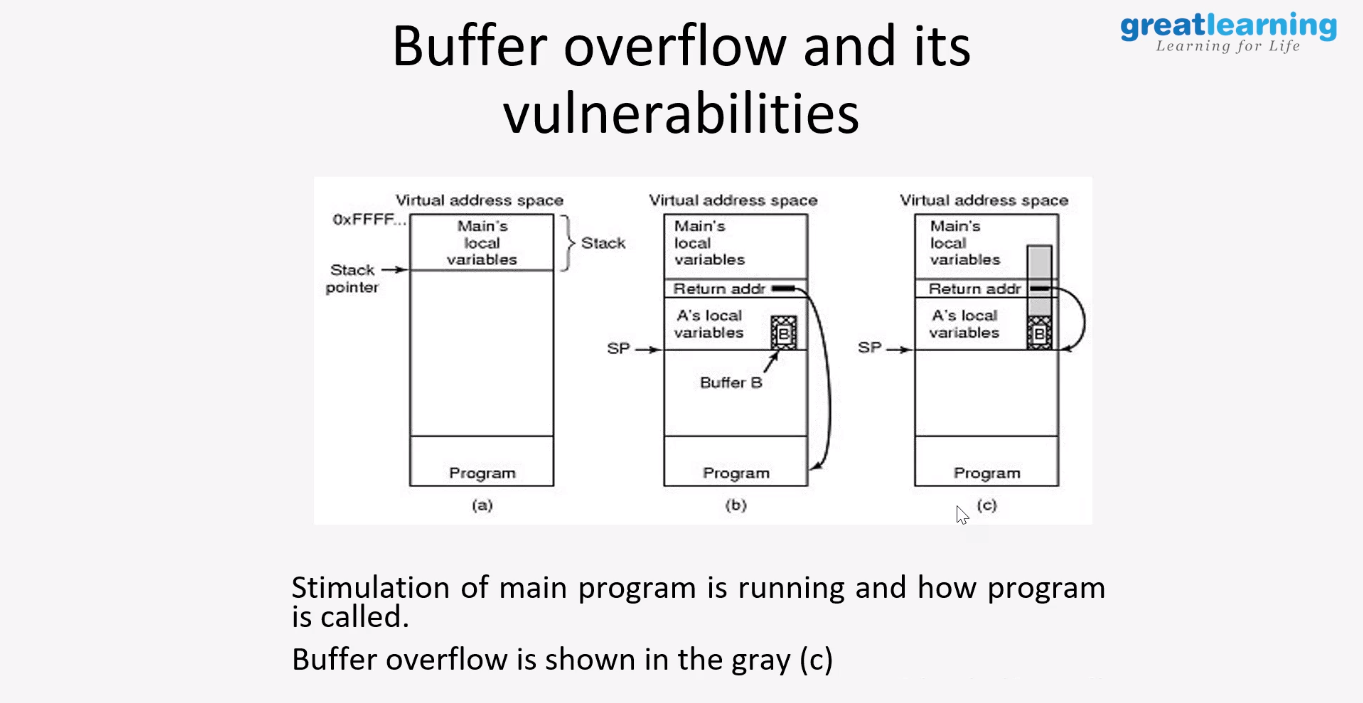 Buffer overflow and its
vulnerabilities
greatlearning
Learning for Life
Virtual address space
0xFFFF...
Main's
local
variables
Stack
Stack
pointer
Program
(a)
Virtual address space
Main's
local
variables
Return addr
A's local
variables
B
SP
Buffer B
Program
(b)
Virtual address space
Main's
local
variables
Return addr
A's local
variables
B
SP
Program
(c)
Stimulation of main program is running and how program
is called.
Buffer overflow is shown in the gray (c)